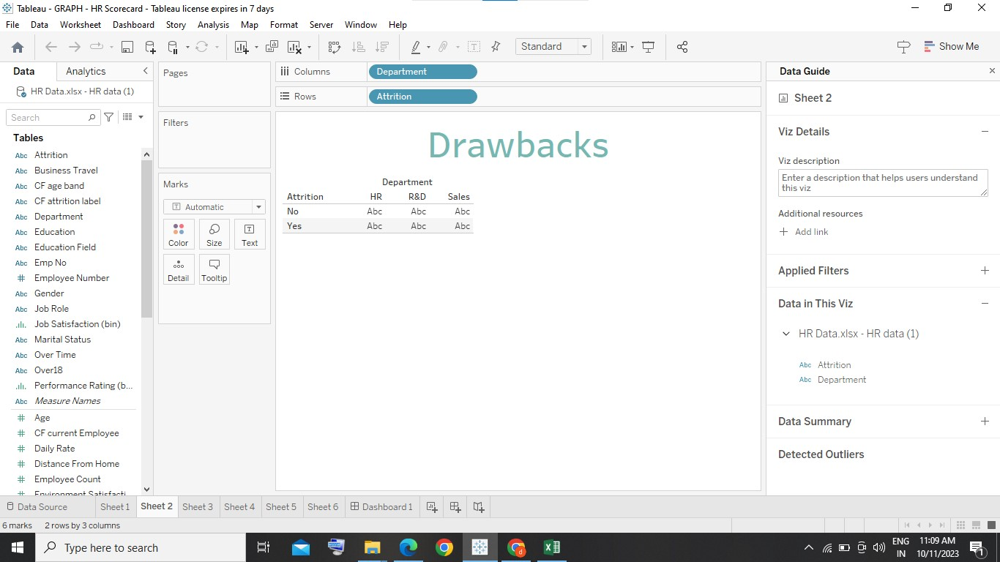 Tableau - GRAPH - HR Scorecard - Tableau license expires in 7 days
File Data Worksheet Dashboard Story Analysis Map Format Server Window Help
Standard
Show Me
Data Analytics
HR Data.xlsx - HR data (1)
Search
Tables
Abc Attrition
Abc Business Travel
Abc CF age band
Abc CF attrition label
Abc Department
Abc Education
Abc Education Field
Abc Emp No
# Employee Number
Abc Gender
Abc Job Role
Job Satisfaction (bin)
Abc Marital Status
Abc Over Time
Abc Over18
Performance Rating (b...
Abc Measure Names
# Age
# CF current Employee
# Daily Rate
# Distance From Home
# Employee Count
# Environment Satisfacti
Pages
Filters
Marks
T Automatic
Color Size T Text
Detail Tooltip
Columns Department
Rows Attrition
Drawbacks
Department
Attrition HR R&D Sales
No Abc Abc Abc
Yes Abc Abc Abc
Data Guide
Sheet 2
Viz Details
Viz description
Enter a description that helps users understand
this viz
Additional resources
+ Add link
Applied Filters
Data in This Viz
HR Data.xlsx - HR data (1)
Abc Attrition
Abc Department
Data Summary
Detected Outliers
Data Source Sheet 1 Sheet 2 Sheet 3 Sheet 4 Sheet 5 Sheet 6 Dashboard 1
6 marks 2 rows by 3 columns
Type here to search
ENG
IN
11:09 AM
10/11/2023
1